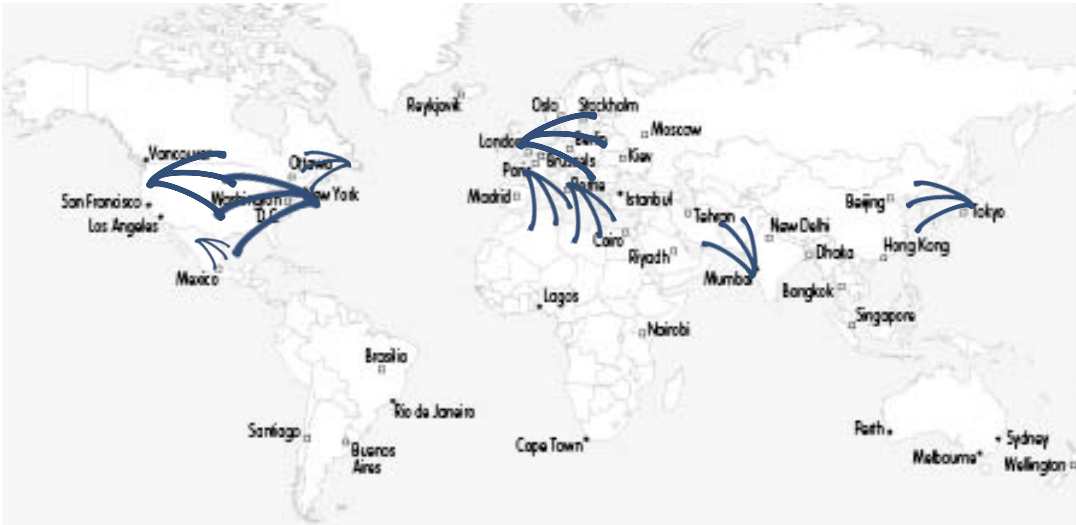 Reykjavik
Oslo
Stockholm
London
Berlin
Moscow
Vancouver
Ottawa
Paris
Brussels
Kiev
Rome
San Francisco
Washington
D.C.
New York
Madrid
Istanbul
Beijing
Tokyo
Los Angeles
Tehran
New Delhi
Cairo
Riyadh
Dhaka
Hong Kong
Mexico
Mumbai
Bangkok
Lagos
Singapore
Nairobi
Brasilia
Rio de Janeiro
Santiago
Buenos
Aires
Cape Town
Perth
Sydney
Melbourne
Wellington